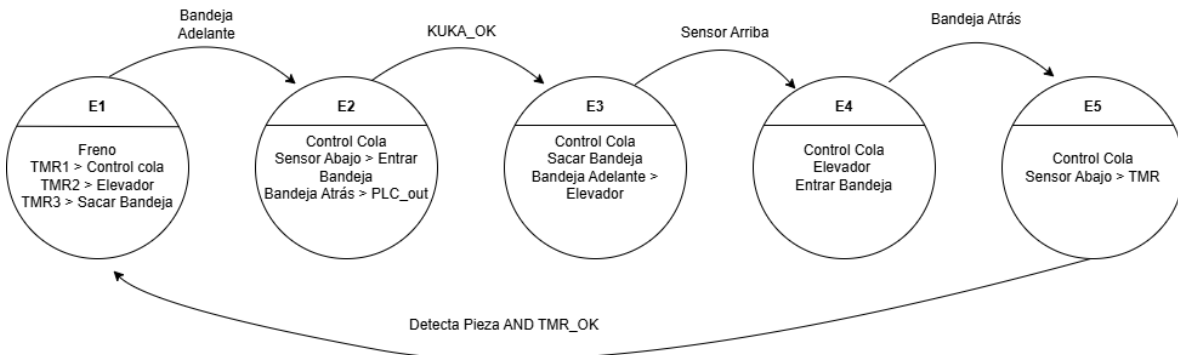 Bandeja
Adelante
KUKA_OK
Sensor Arriba
Bandeja Atrás
E1
Freno
TMR1 > Control cola
TMR2 > Elevador
TMR3 > Sacar Bandeja
E2
Control Cola
Sensor Abajo > Entrar
Bandeja
Bandeja Atrás > PLC_out
E3
Control Cola
Sacar Bandeja
Bandeja Adelante >
Elevador
E4
Control Cola
Elevador
Entrar Bandeja
E5
Control Cola
Sensor Abajo > TMR
Detecta Pieza AND TMR_OK